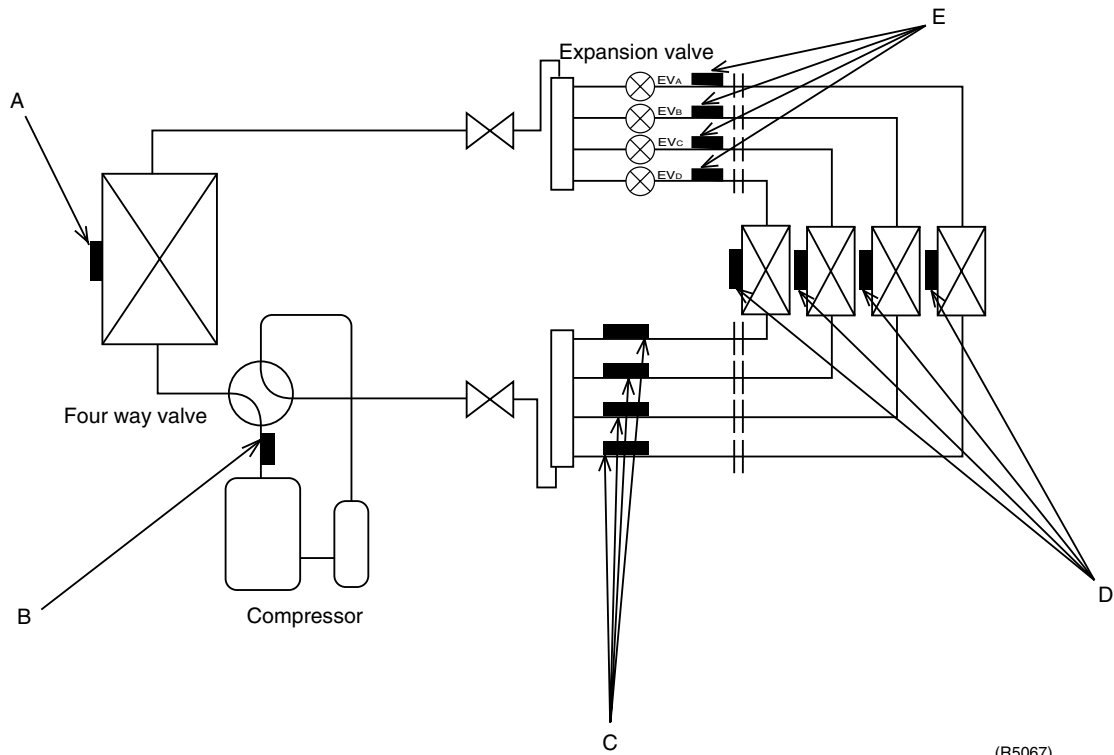 E
Expansion valve
A
EVA
EVB
EVC
EVD
Four way valve
B
Compressor
D
C
(R5067)